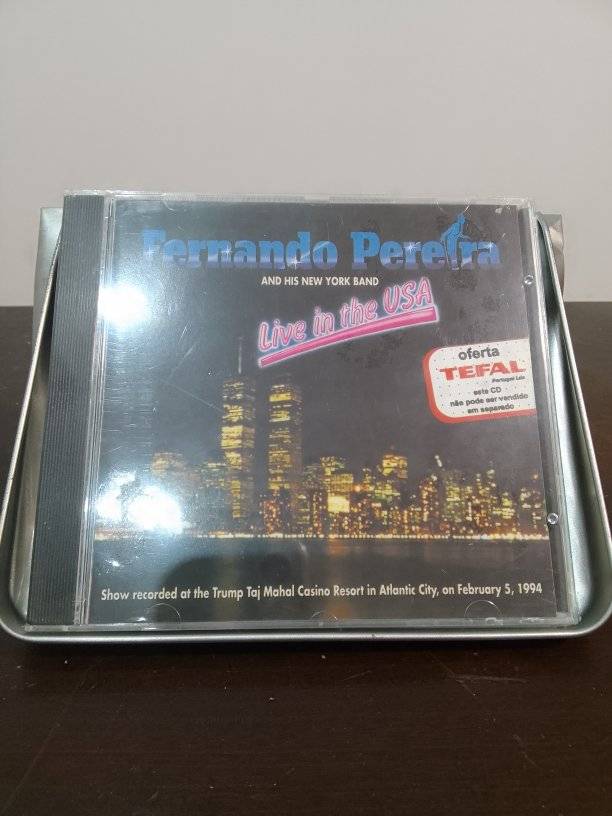 Fernando Pereira
AND HIS NEW YORK BAND
Live in the USA
oferta
TEFAL
Portugal Lda
este CD
não pode ser vendido
em separado
Show recorded at the Trump Taj Mahal Casino Resort in Atlantic City, on February 5, 1994